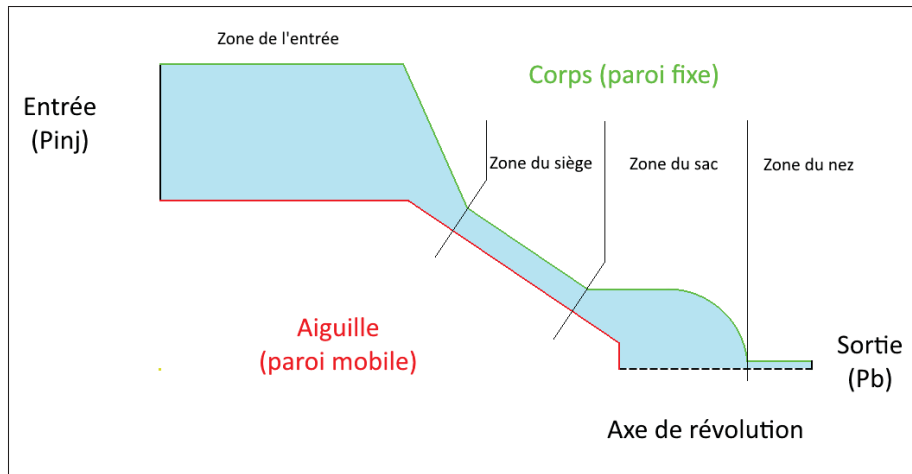 Zone de l'entrée
Corps (paroi fixe)
Entrée
(Pinj)
Zone du siège
Zone du sac
Zone du nez
Aiguille
(paroi mobile)
Sortie
(Pb)
Axe de révolution